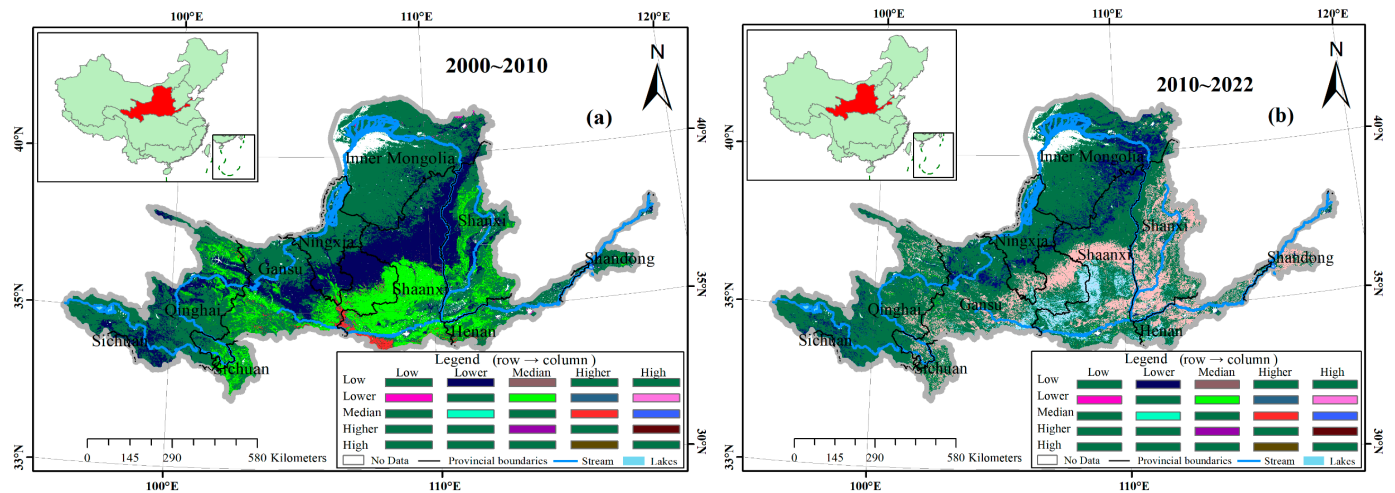 100°E 110°E 120°E
2000~2010
N
(a)
40°N 40°N
Inner Mongolia
Shanxi
Ningxia
Gansu
Shandong
Shaanxi
35°N 35°N
Qinghai
Henan
Sichuan
Sichuan
Legend (row → column )
Low Lower Median Higher High
Low
Lower
Median
Higher
High
No Data Provincial boundaries Stream Lakes
0 145 290 580 Kilometers
33°N 30°N
100°E 110°E
100°E 110°E 120°E
2010~2022
N
(b)
40°N 40°N
Inner Mongolia
Shanxi
Ningxia
Shaanxi
Shandong
Gansu
35°N 35°N
Qinghai
Henan
Sichuan
Sichuan
Legend (row → column )
Low Lower Median Higher High
Low
Lower
Median
Higher
High
No Data Provincial boundaries Stream Lakes
0 145 290 580 Kilometers
33°N 30°N
100°E 110°E